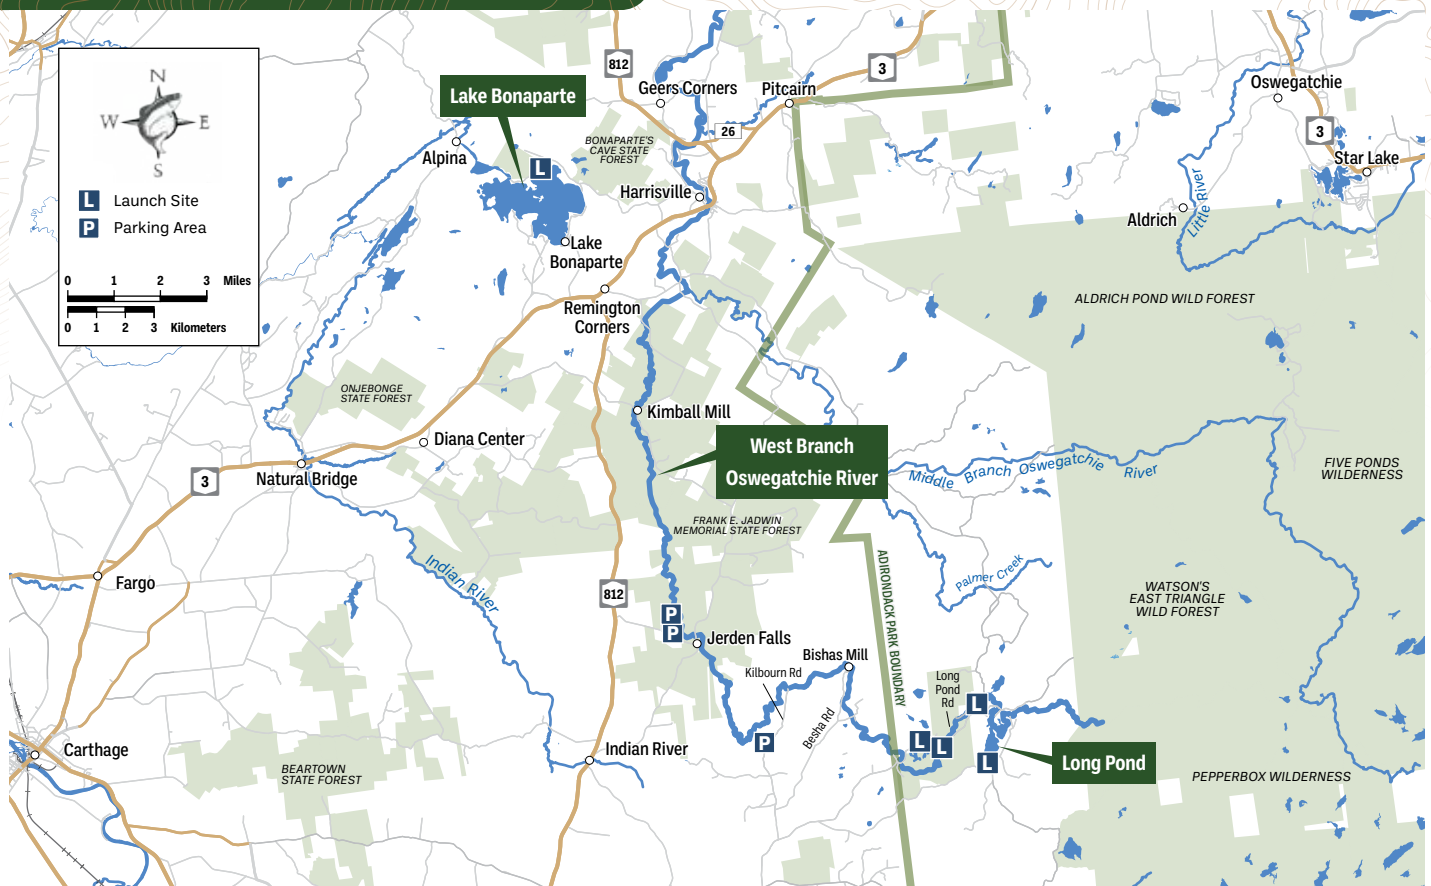 N
W
E
S
L
Launch Site
P
Parking Area
0 1 2 3 Miles
0 1 2 3 Kilometers
812
Geers Corners
Pitcairn
3
Oswegatchie
3
Star Lake
Lake Bonaparte
26
Alpina
L
BONAPARTE'S
CAVE STATE
FOREST
Harrisville
Aldrich
Little River
Lake
Bonaparte
Remington
Corners
ALDRICH POND WILD FOREST
ONJEBONGE
STATE FOREST
Kimball Mill
Diana Center
West Branch
Oswegatchie River
Middle Branch Oswegatchie River
FIVE PONDS
WILDERNESS
3
Natural Bridge
FRANK E. JADWIN
MEMORIAL STATE FOREST
Indian River
Fargo
812
ADIRONDACK PARK BOUNDARY
Palmer Creek
WATSON'S
EAST TRIANGLE
WILD FOREST
P
P
Jerden Falls
Bishas Mill
Kilbourn Rd
Long
Pond
Rd
L
Besha Rd
P
L
L
L
Long Pond
Carthage
Indian River
BEARTOWN
STATE FOREST
PEPPERBOX WILDERNESS